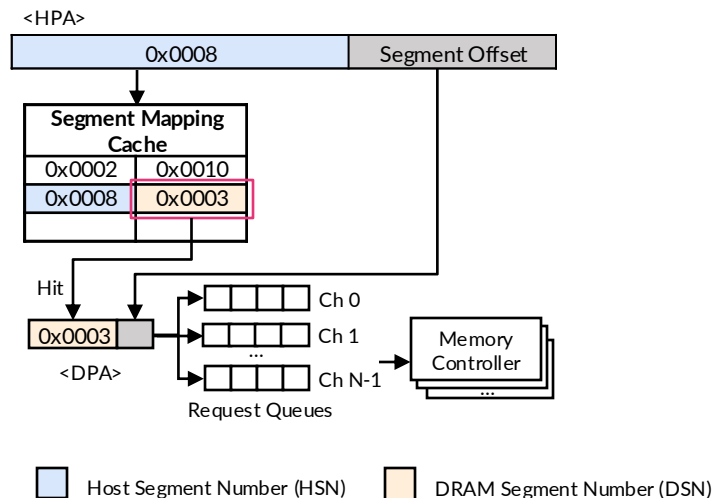 <HPA>
0x0008 Segment Offset
Segment Mapping
Cache
0x0002 0x0010
0x0008 0x0003
Hit
0x0003
<DPA>
Ch 0
Ch 1
...
Ch N-1
Request Queues
Memory
Controller
...
Host Segment Number (HSN) DRAM Segment Number (DSN)